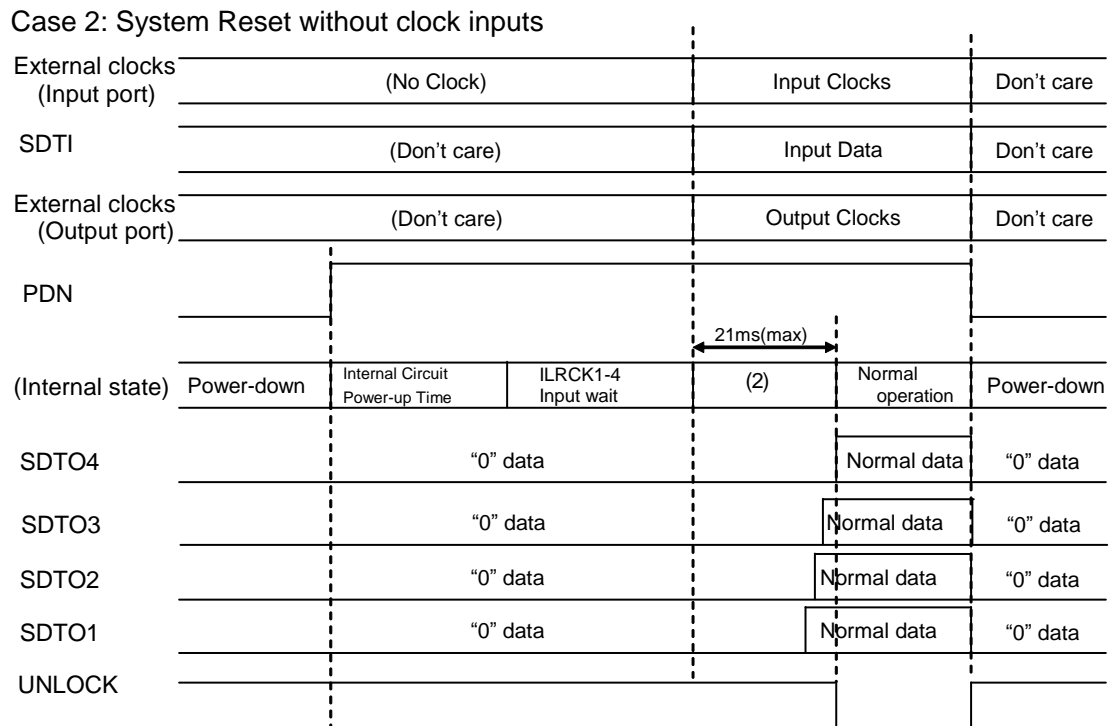 Case 2: System Reset without clock inputs
External clocks
(Input port)
(No Clock)
Input Clocks
Don’t care
SDTI
(Don’t care)
Input Data
Don’t care
External clocks
(Output port)
(Don’t care)
Output Clocks
Don’t care
PDN
21ms(max)
(Internal state)
Power-down
Internal Circuit
Power-up Time
ILRCK1-4
Input wait
(2)
Normal
operation
Power-down
SDTO4
“0” data
Normal data
“0” data
SDTO3
“0” data
Normal data
“0” data
SDTO2
“0” data
Normal data
“0” data
SDTO1
“0” data
Normal data
“0” data
UNLOCK